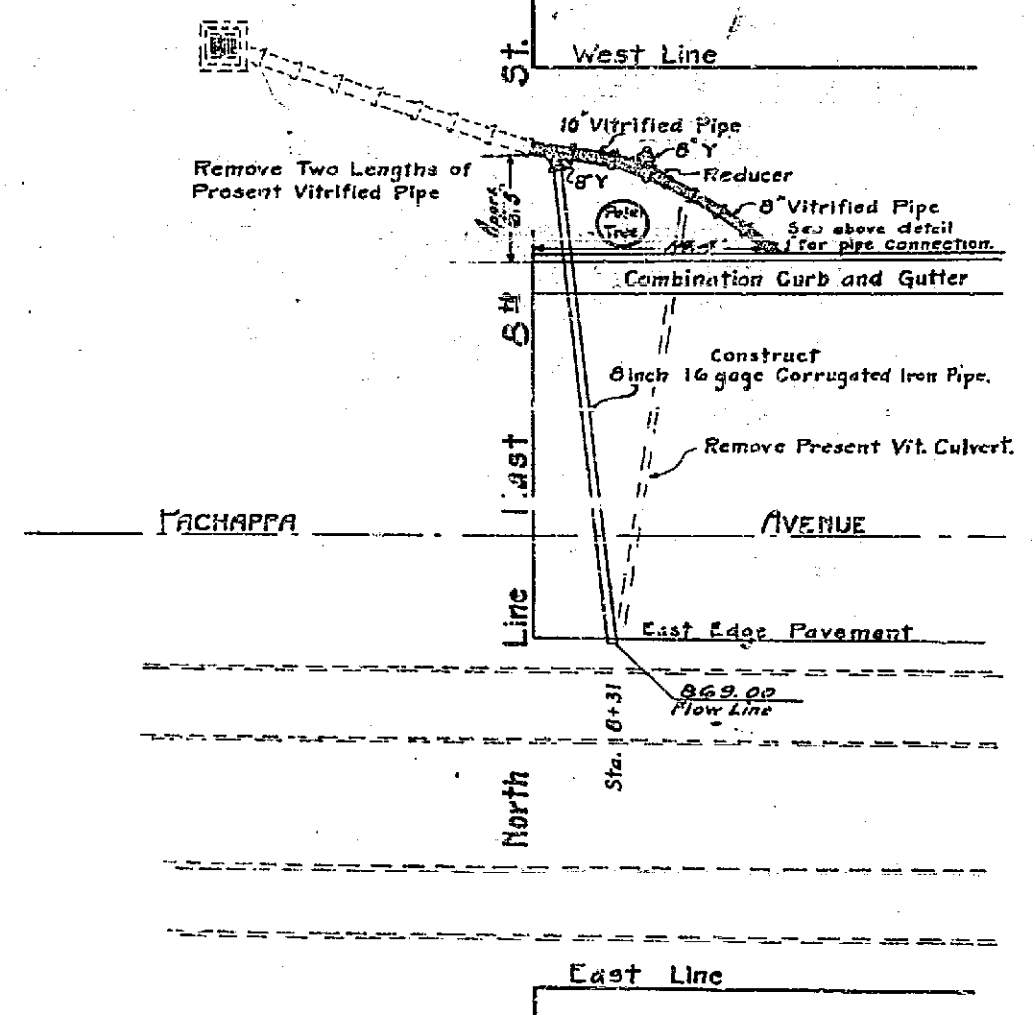 West Line
St.
10" Vitrified Pipe
8" Y
Reducer
Remove Two Lengths of
Present Vitrified Pipe
8" Y
8" Vitrified Pipe
See above detail
for pipe connection.
Tree
Combination Curb and Gutter
8th
Construct
8 inch 16 gage Corrugated Iron Pipe.
East
Remove Present Vit. Culvert.
PACHAPPA AVENUE
Line
East Edge Pavement
869.00
Flow Line
Sta. 8+31
North
East Line